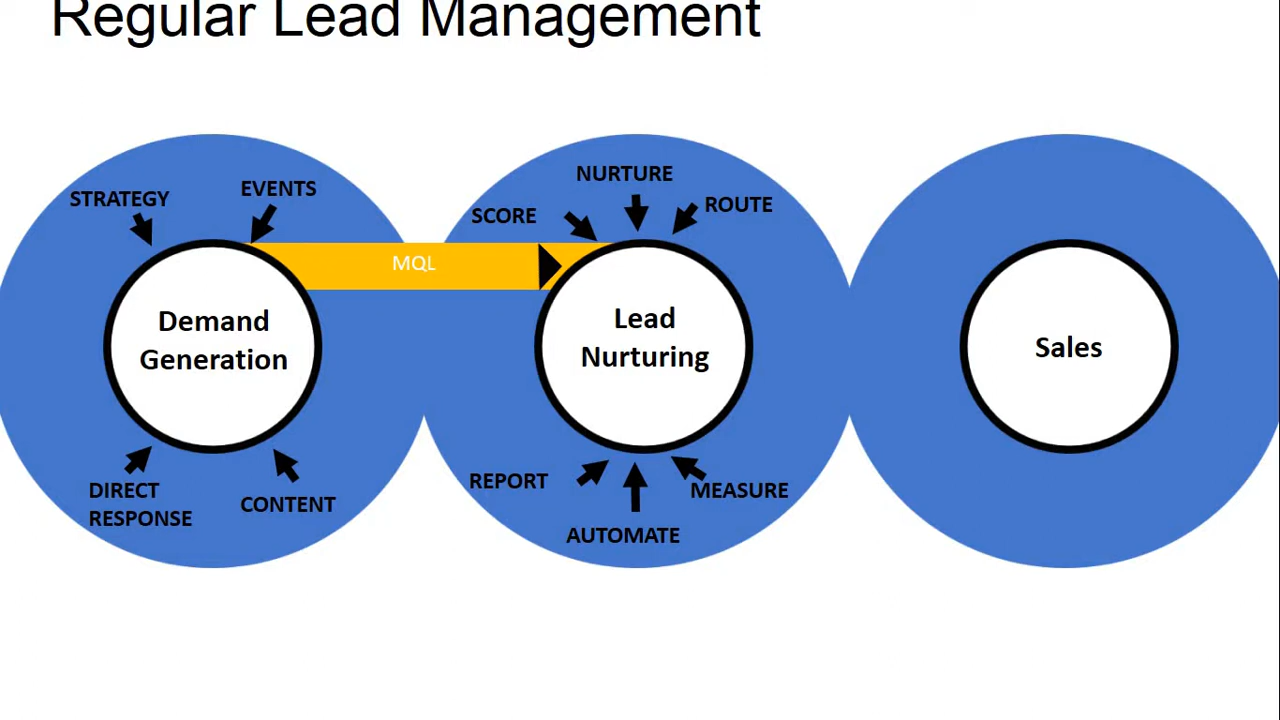 Regular Lead Management
STRATEGY
EVENTS
MQL
Demand
Generation
DIRECT
RESPONSE
CONTENT
NURTURE
SCORE
ROUTE
Lead
Nurturing
REPORT
MEASURE
AUTOMATE
Sales